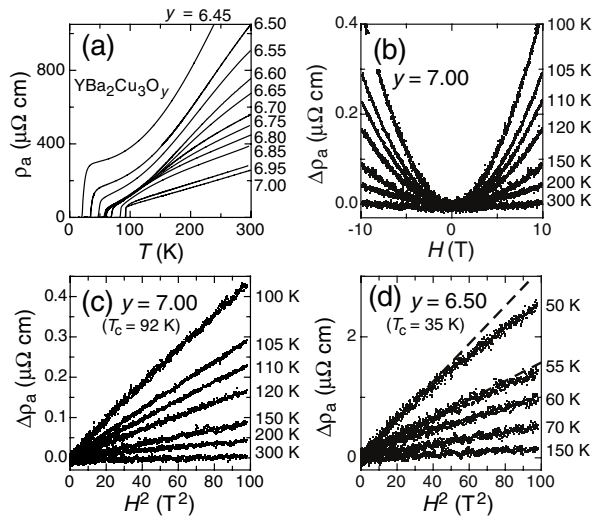 (a)
y = 6.45
YBa2Cu3Oy
1000
800
400
0
ρa (μΩ cm)
0 100 200 300
T (K)
6.50
6.55
6.60
6.65
6.70
6.75
6.80
6.85
6.95
7.00
(b)
y = 7.00
0.4
0.2
0.0
Δρa (μΩ cm)
-10 0 10
H (T)
100 K
105 K
110 K
120 K
150 K
200 K
300 K
(c) y = 7.00
(Tc = 92 K)
0.4
0.3
0.2
0.1
0.0
Δρa (μΩ cm)
0 20 40 60 80 100
H2 (T2)
100 K
105 K
110 K
120 K
150 K
200 K
300 K
(d) y = 6.50
(Tc = 35 K)
2
0
Δρa (μΩ cm)
0 20 40 60 80 100
H2 (T2)
50 K
55 K
60 K
70 K
150 K